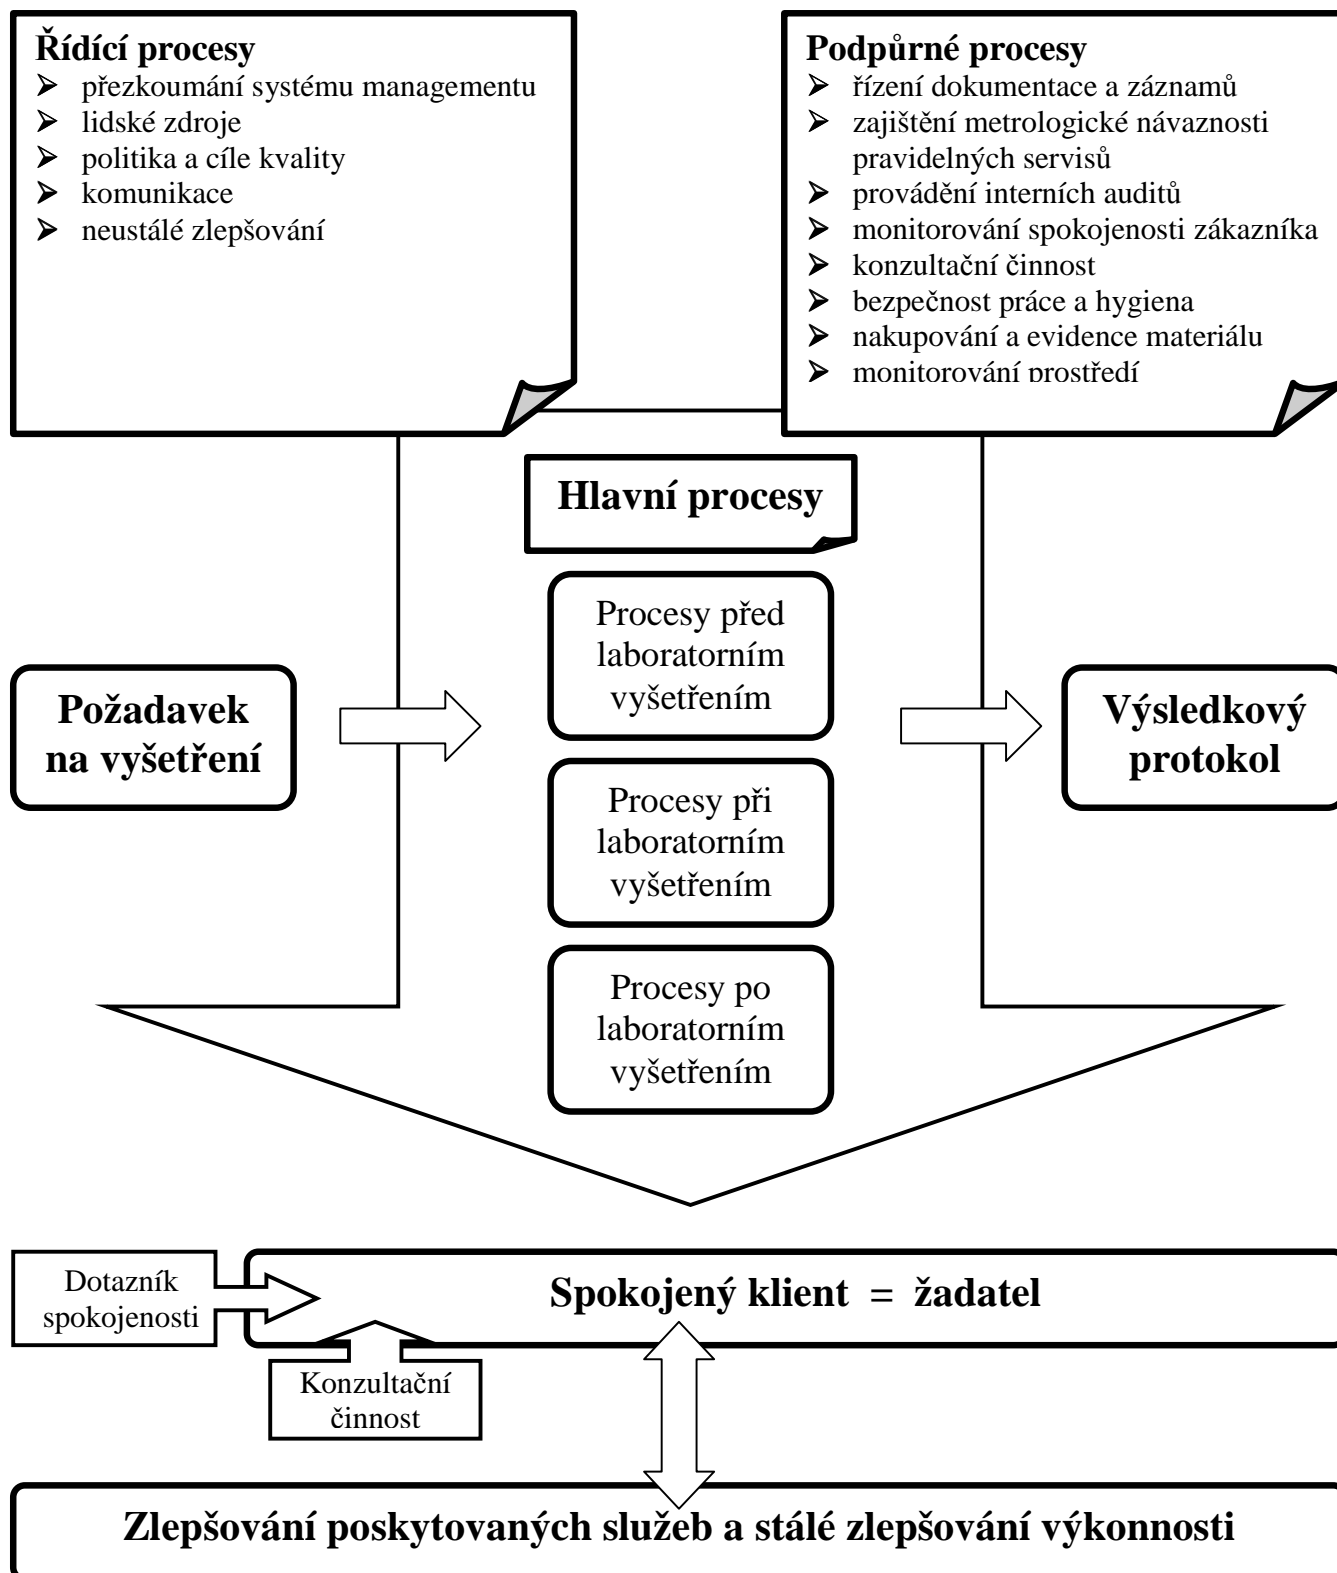 Řídící procesy
přezkoumání systému managementu
lidské zdroje
politika a cíle kvality
komunikace
neustálé zlepšování
Podpůrné procesy
řízení dokumentace a záznamů
zajištění metrologické návaznosti
pravidelných servisů
provádění interních auditů
monitorování spokojenosti zákazníka
konzultační činnost
bezpečnost práce a hygiena
nakupování a evidence materiálu
monitorování prostředí
Hlavní procesy
Procesy před
laboratorním
vyšetřením
Požadavek
na vyšetření
Výsledkový
protokol
Procesy při
laboratorním
vyšetřením
Procesy po
laboratorním
vyšetřením
Dotazník
spokojenosti
Spokojený klient = žadatel
Konzultační
činnost
Zlepšování poskytovaných služeb a stálé zlepšování výkonnosti